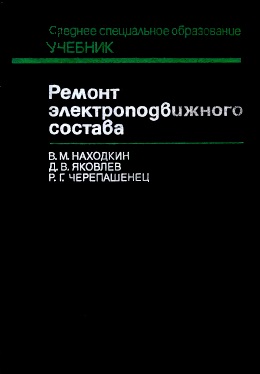 Среднее специальное образование
УЧЕБНИК
Ремонт
электроподвижного
состава
В. М. НАХОДКИН
Д. В. ЯКОВЛЕВ
Р. Г. ЧЕРЕПАШЕНЕЦ